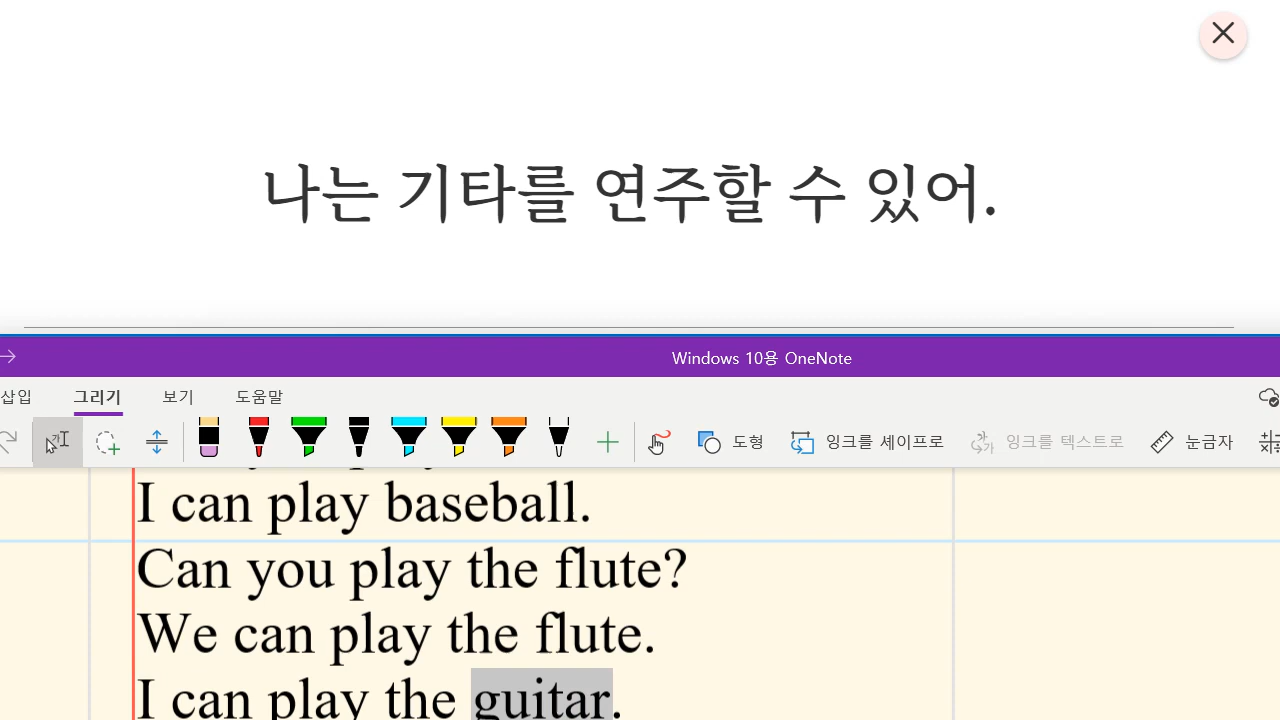 나는 기타를 연주할 수 있어.
Windows 10용 OneNote
삽입 그리기 보기 도움말
도형 잉크를 셰이프로 잉크를 텍스트로 눈금자
I can play baseball.
Can you play the flute?
We can play the flute.
I can play the guitar.